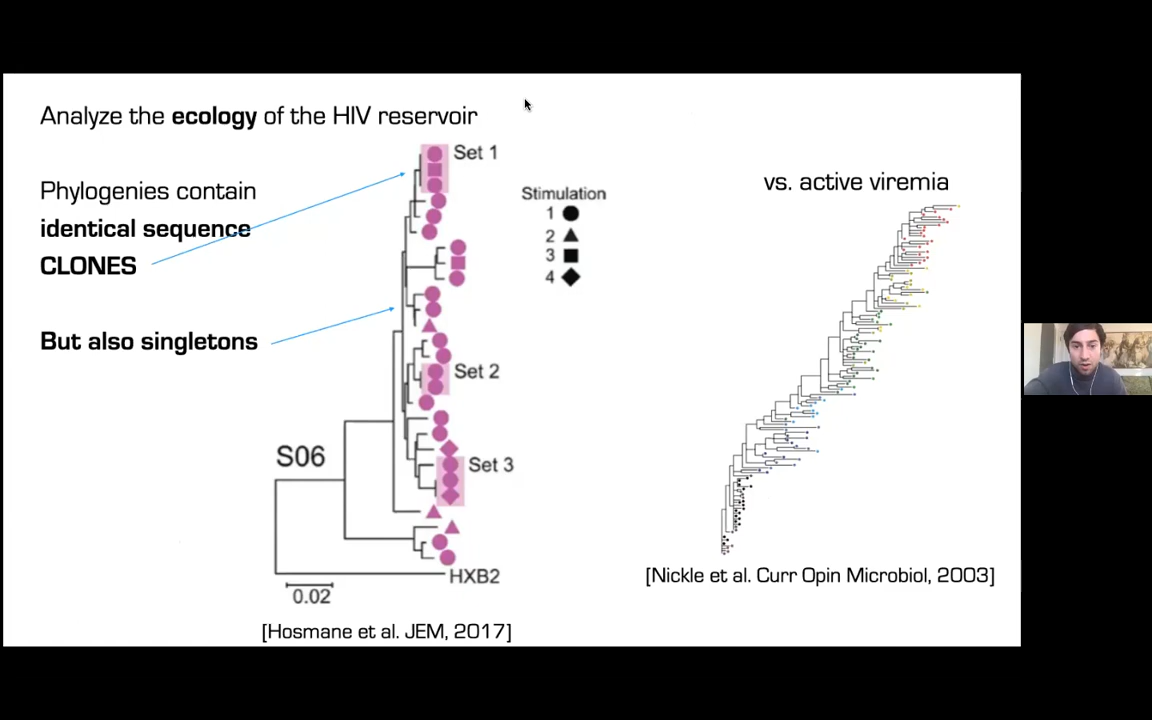 Analyze the ecology of the HIV reservoir
Phylogenies contain
identical sequence
CLONES
But also singletons
Set 1
Set 2
Set 3
S06
HXB2
0.02
[Hosmane et al. JEM, 2017]
Stimulation
1
2
3
4
vs. active viremia
[Nickle et al. Curr Opin Microbiol, 2003]